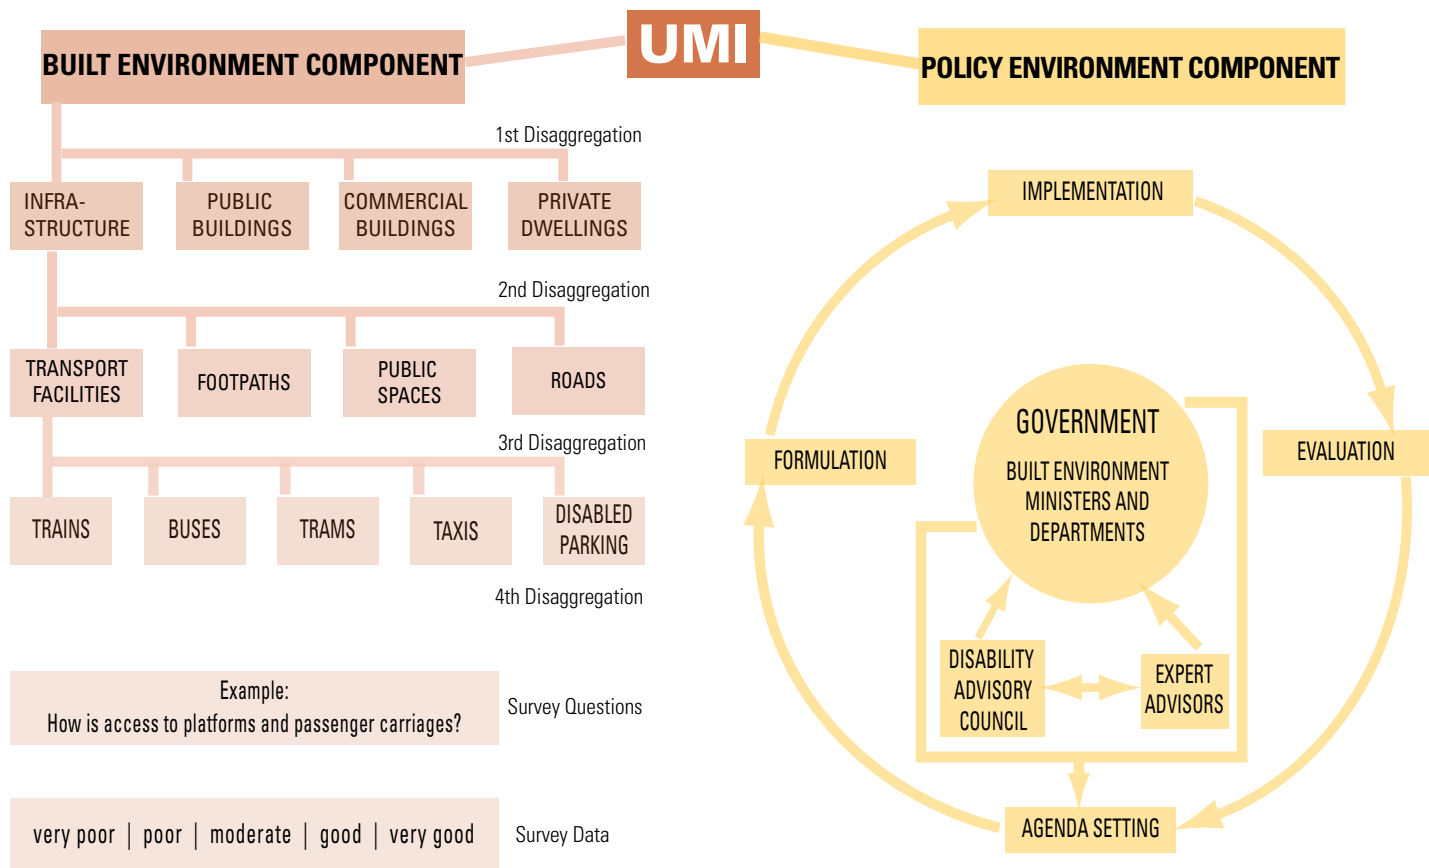 UMI
BUILT ENVIRONMENT COMPONENT
1st Disaggregation
INFRA-
STRUCTURE
PUBLIC
BUILDINGS
COMMERCIAL
BUILDINGS
PRIVATE
DWELLINGS
2nd Disaggregation
TRANSPORT
FACILITIES
FOOTPATHS
PUBLIC
SPACES
ROADS
3rd Disaggregation
TRAINS
BUSES
TRAMS
TAXIS
DISABLED
PARKING
4th Disaggregation
Example:
How is access to platforms and passenger carriages?
Survey Questions
very poor | poor | moderate | good | very good
Survey Data
POLICY ENVIRONMENT COMPONENT
IMPLEMENTATION
FORMULATION
EVALUATION
GOVERNMENT
BUILT ENVIRONMENT
MINISTERS AND
DEPARTMENTS
DISABILITY
ADVISORY
COUNCIL
EXPERT
ADVISORS
AGENDA SETTING